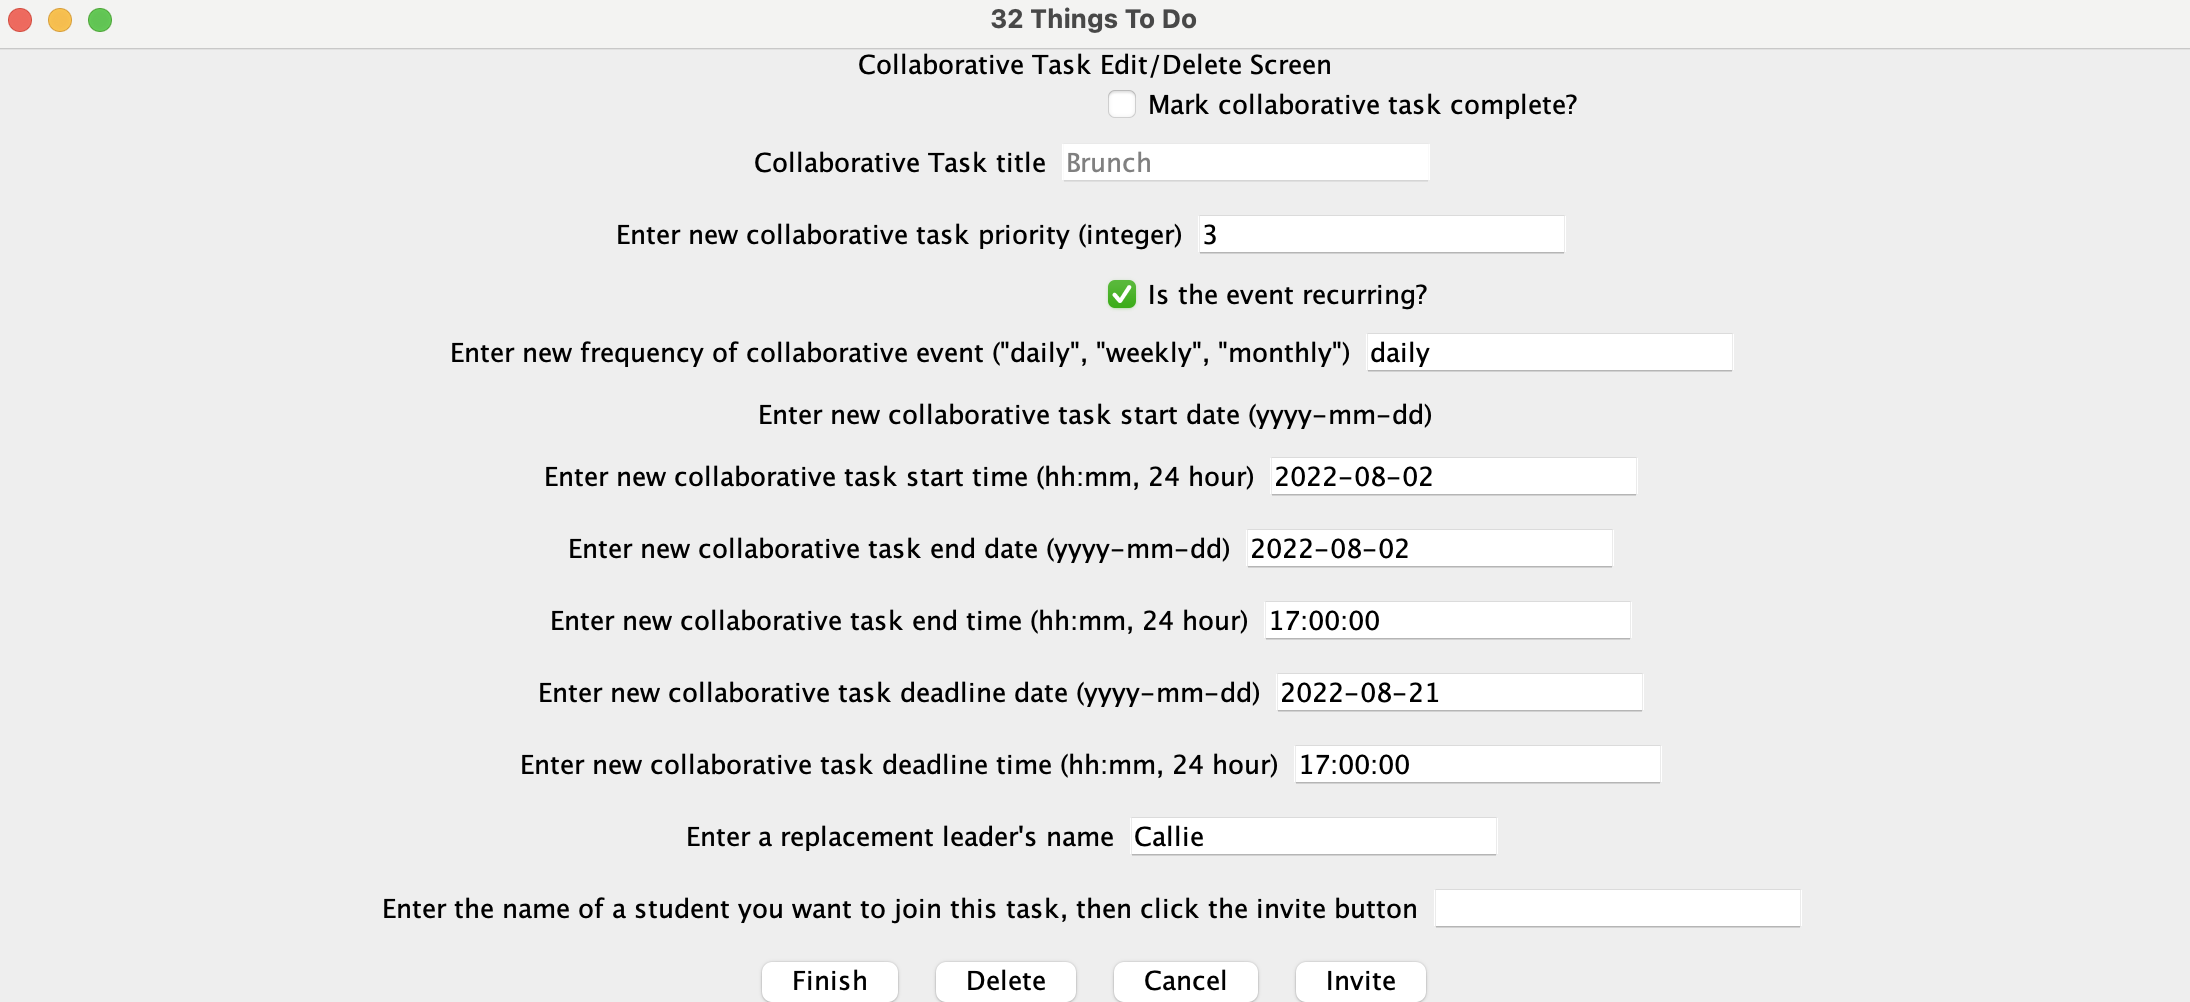 32 Things To Do
Collaborative Task Edit/Delete Screen
Mark collaborative task complete?
Collaborative Task title Brunch
Enter new collaborative task priority (integer) 3
Is the event recurring?
Enter new frequency of collaborative event ("daily", "weekly", "monthly") daily
Enter new collaborative task start date (yyyy-mm-dd)
Enter new collaborative task start time (hh:mm, 24 hour) 2022-08-02
Enter new collaborative task end date (yyyy-mm-dd) 2022-08-02
Enter new collaborative task end time (hh:mm, 24 hour) 17:00:00
Enter new collaborative task deadline date (yyyy-mm-dd) 2022-08-21
Enter new collaborative task deadline time (hh:mm, 24 hour) 17:00:00
Enter a replacement leader's name Callie
Enter the name of a student you want to join this task, then click the invite button
Finish Delete Cancel Invite